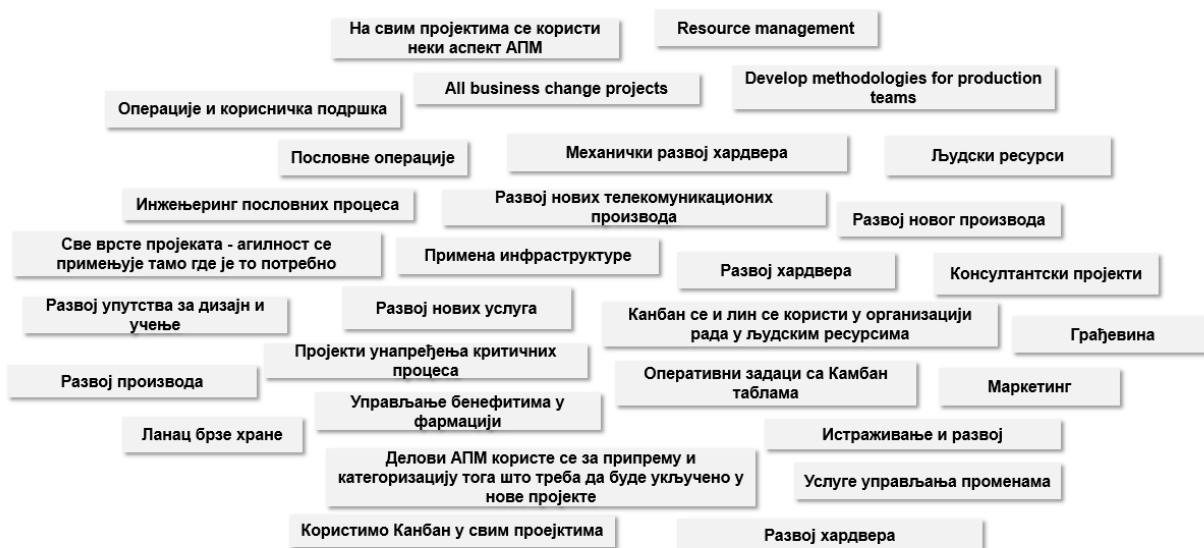 На свим пројектима се користи
неки аспект АПМ
Resource management
All business change projects
Develop methodologies for production
teams
Операције и корисничка подршка
Пословне операције
Механички развој хардвера
Људски ресурси
Инжењеринг пословних процеса
Развој нових телекомуникационих
производа
Развој новог производа
Све врсте пројеката - агилност се
примењује тамо где је то потребно
Примена инфраструктуре
Развој хардвера
Консултантски пројекти
Развој упутства за дизајн и
учење
Развој нових услуга
Канбан се и лин се користи у организацији
рада у људским ресурсима
Грађевина
Пројекти унапређења критичних
процеса
Развој производа
Оперативни задаци са Камбан
таблама
Маркетинг
Управљање бенефитима у
фармацији
Ланац брзе хране
Истраживање и развој
Делови АПМ користе се за припрему и
категоризацију тога што треба да буде укључено у
нове пројекте
Услуге управљања променама
Користимо Канбан у свим проејктима
Развој хардвера